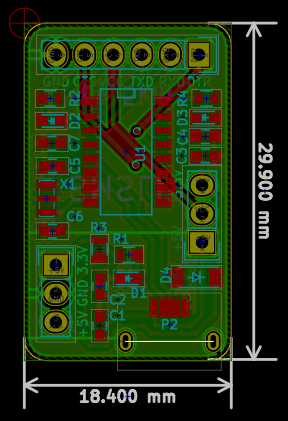 GND
TXD
RXD
DTR
R2
D3
R4
D2
C4
C7
U1
C3
C5
X1
C6
R3
R1
3.3V
GND
+5V
D1
D4
C2
C1
P2
29.900 mm
18.400 mm